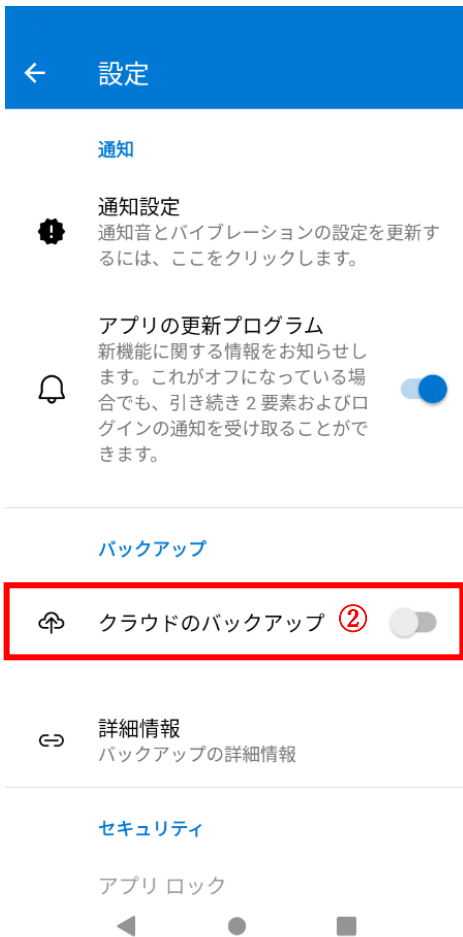 設定
通知
通知設定
通知音とバイブレーションの設定を更新す
るには、ここをクリックします。
アプリの更新プログラム
新機能に関する情報をお知らせし
ます。これがオフになっている場
合でも、引き続き 2 要素およびロ
グインの通知を受け取ることがで
きます。
バックアップ
クラウドのバックアップ ②
詳細情報
バックアップの詳細情報
セキュリティ
アプリ ロック